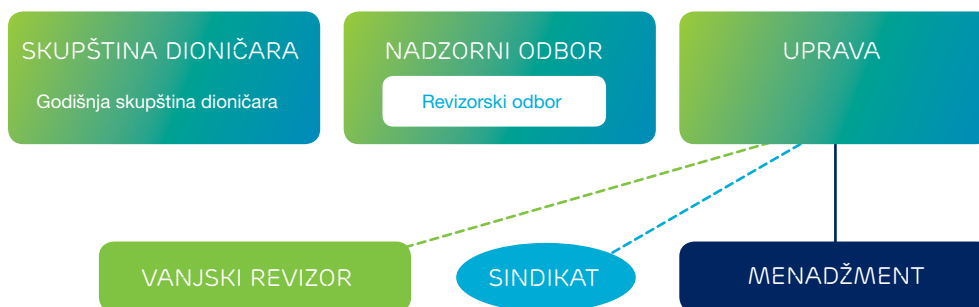 SKUPŠTINA DIONIČARA
Godišnja skupština dioničara
NADZORNI ODBOR
Revizorski odbor
UPRAVA
VANJSKI REVIZOR
SINDIKAT
MENADŽMENT